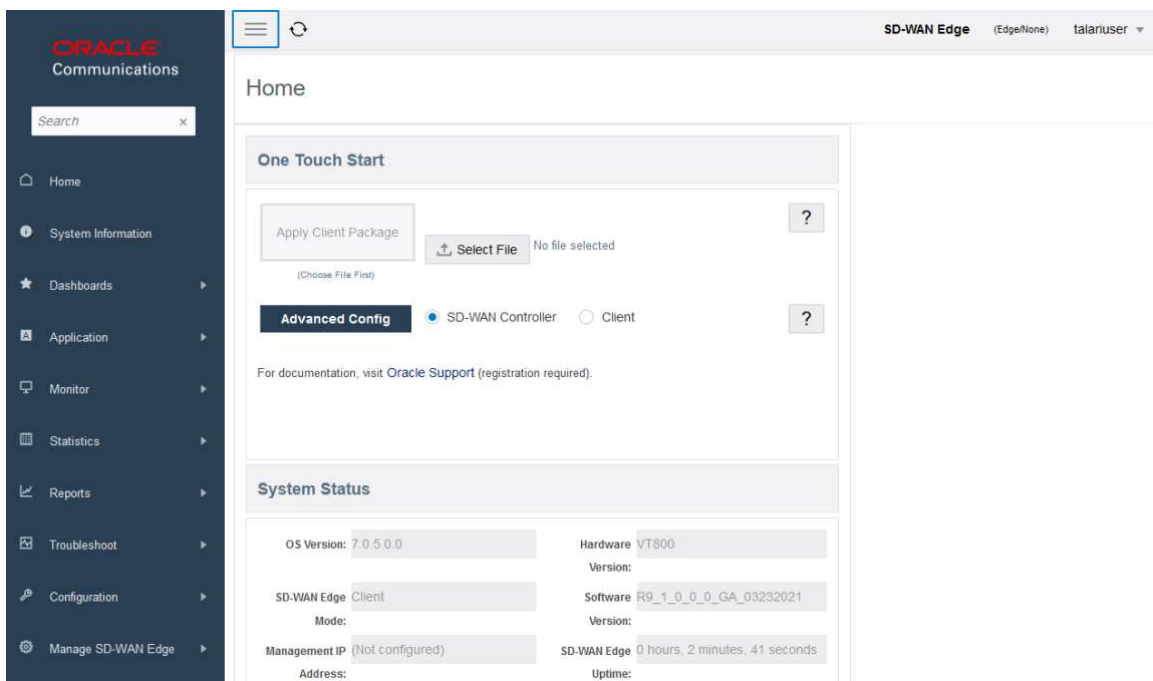 ORACLE
Communications
Search ×
Home
System Information
Dashboards
Application
Monitor
Statistics
Reports
Troubleshoot
Configuration
Manage SD-WAN Edge
SD-WAN Edge (Edge/None) talariuser
Home
One Touch Start
Apply Client Package
Select File
No file selected
?
(Choose File First)
Advanced Config
SD-WAN Controller
Client
?
For documentation, visit Oracle Support (registration required).
System Status
OS Version: 7.0.5.0.0
Hardware Version: VT800
SD-WAN Edge Mode: Client
Software Version: R9_1_0_0_0_GA_03232021
Management IP Address: (Not configured)
SD-WAN Edge Uptime: 0 hours, 2 minutes, 41 seconds